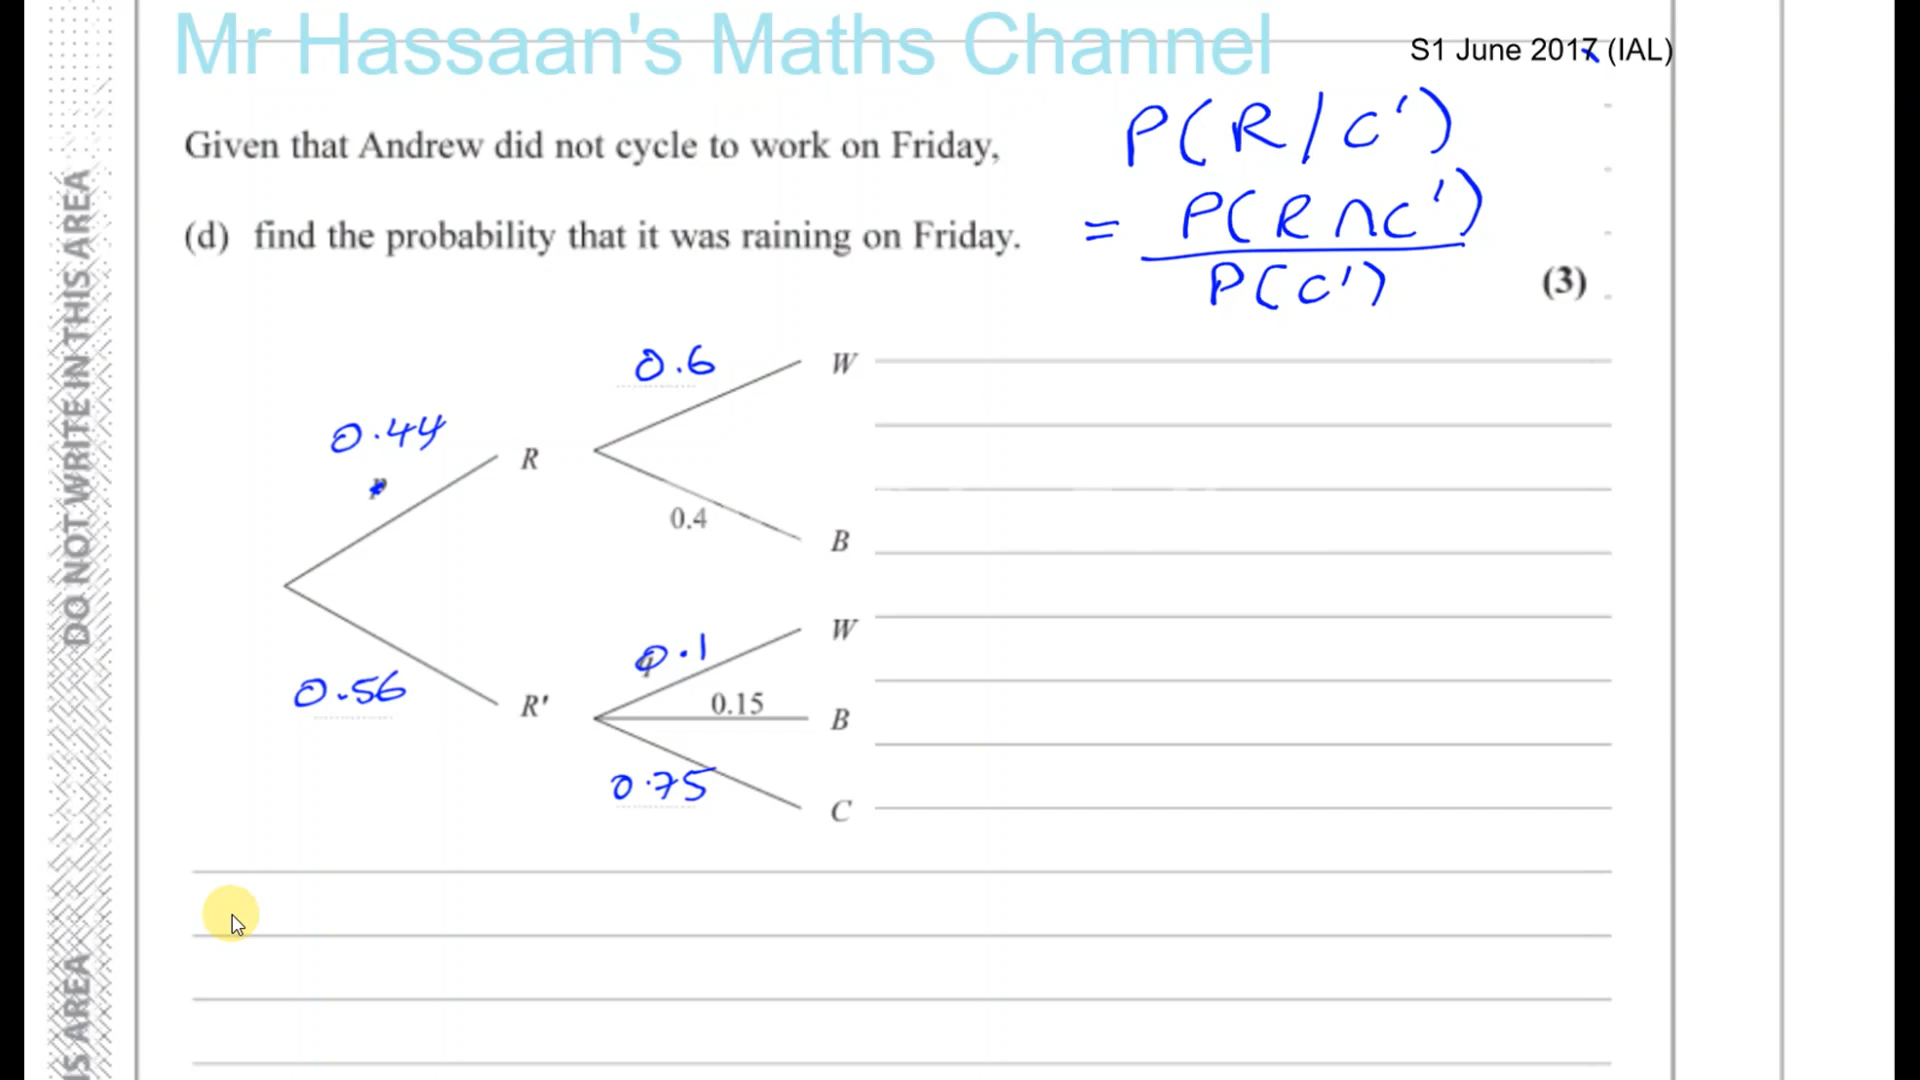 Mr Hassaan's Maths Channel
S1 June 2017 (IAL)
Given that Andrew did not cycle to work on Friday,
(d) find the probability that it was raining on Friday.
(3)
P(R/C')
= P(R∩C')
P(C')
0.6
W
0.44
R
p
0.4
B
0.1
W
0.56
R'
0.15
B
0.75
C
DO NOT WRITE IN THIS AREA
IS AREA